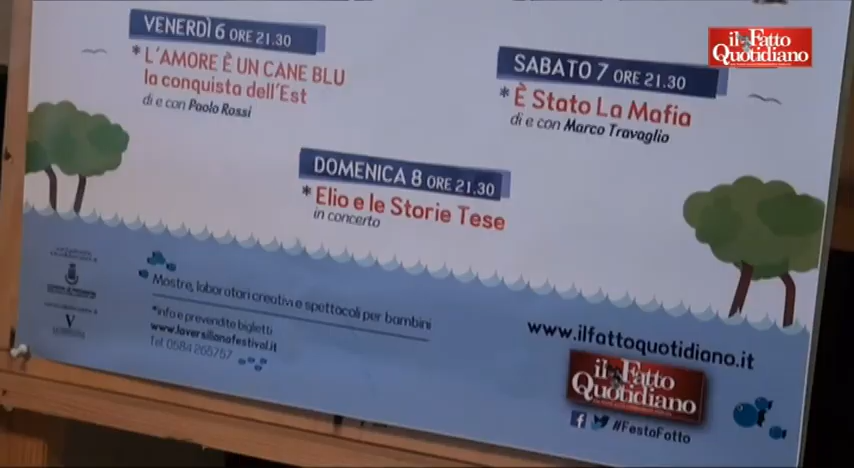 VENERDÌ 6 ORE 21.30
* L'AMORE È UN CANE BLU
la conquista dell'Est
di e con Paolo Rossi
SABATO 7 ORE 21.30
* È Stato La Mafia
di e con Marco Travaglio
DOMENICA 8 ORE 21.30
* Elio e le Storie Tese
in concerto
Mostre, laboratori creativi e spettacoli per bambini
*info e prevendite biglietti
www.laversilianafestival.it
Tel 0584 265757
www.ilfattoquotidiano.it
il Fatto
Quotidiano
#FestaFatto
il Fatto
Quotidiano